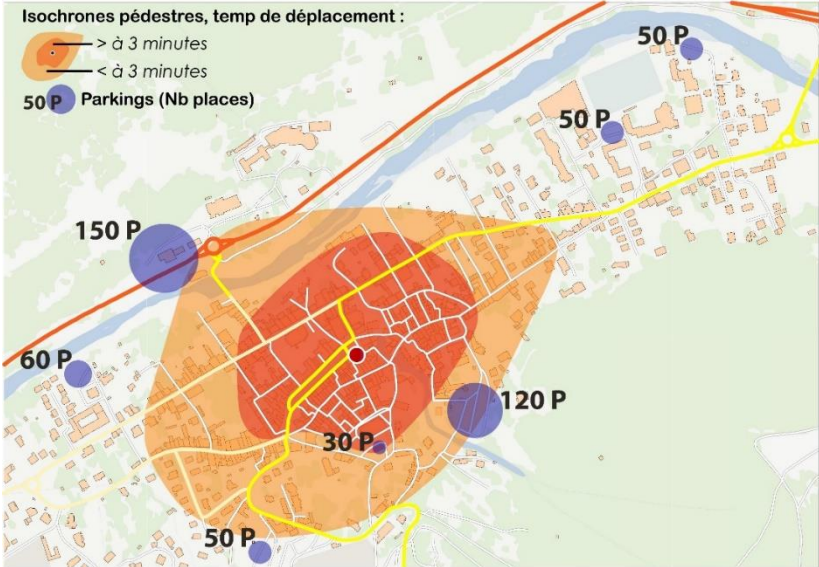 Isochrones pédestres, temp de déplacement :
> à 3 minutes
< à 3 minutes
50 P Parkings (Nb places)
50 P
50 P
150 P
60 P
120 P
30 P
50 P